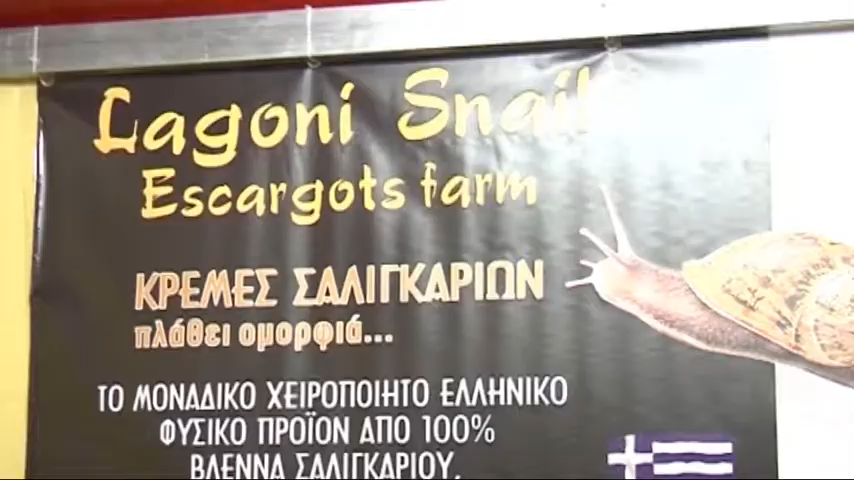 Lagoni Snail
Escargots farm
ΚΡΕΜΕΣ ΣΑΛΙΓΚΑΡΙΩΝ
πλάθει ομορφιά...
ΤΟ ΜΟΝΑΔΙΚΟ ΧΕΙΡΟΠΟΙΗΤΟ ΕΛΛΗΝΙΚΟ
ΦΥΣΙΚΟ ΠΡΟΪΟΝ ΑΠΟ 100%
ΒΛΕΝΝΑ ΣΑΛΙΓΚΑΡΙΟΥ,